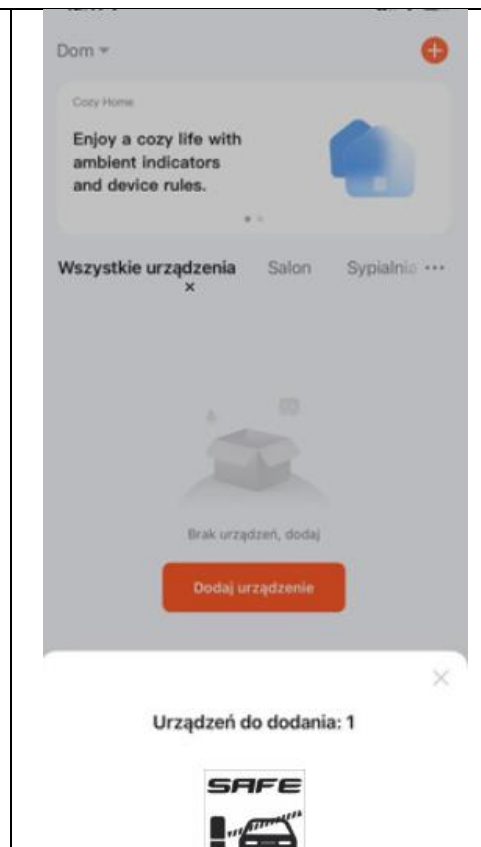 Dom
Cozy Home
Enjoy a cozy life with
ambient indicators
and device rules.
Wszystkie urządzenia Salon Sypialnia
Brak urządzeń, dodaj
Dodaj urządzenie
Urządzeń do dodania: 1
SAFE